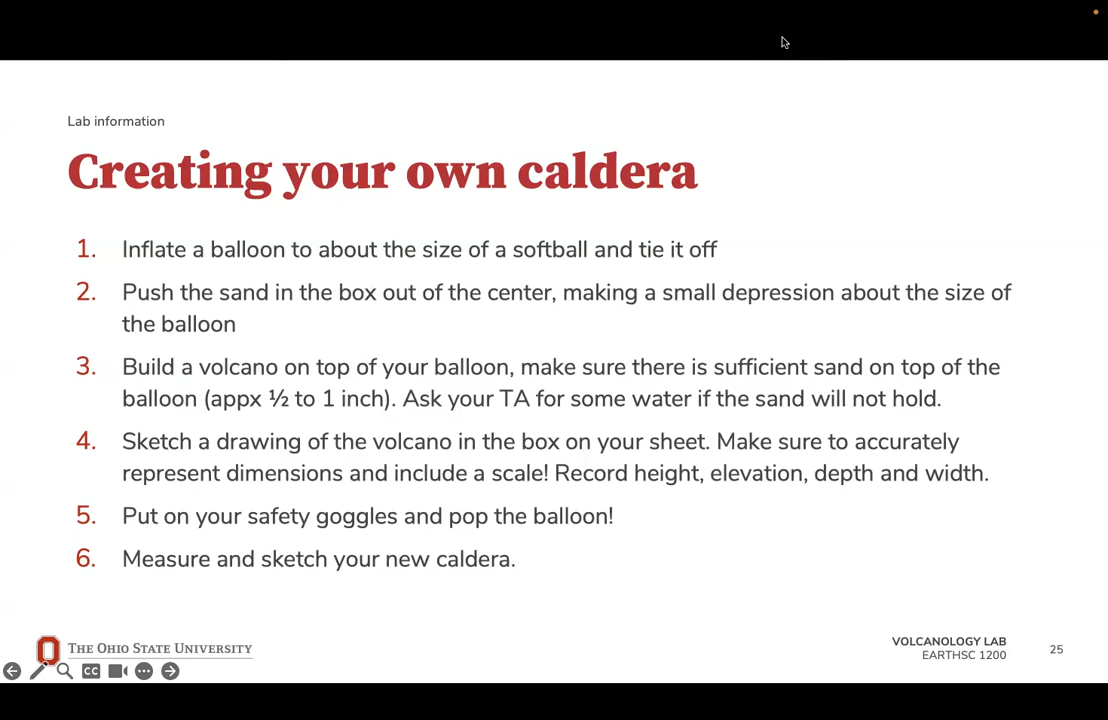 Lab information
Creating your own caldera
1. Inflate a balloon to about the size of a softball and tie it off
2. Push the sand in the box out of the center, making a small depression about the size of
the balloon
3. Build a volcano on top of your balloon, make sure there is sufficient sand on top of the
balloon (appx ½ to 1 inch). Ask your TA for some water if the sand will not hold.
4. Sketch a drawing of the volcano in the box on your sheet. Make sure to accurately
represent dimensions and include a scale! Record height, elevation, depth and width.
5. Put on your safety goggles and pop the balloon!
6. Measure and sketch your new caldera.
THE OHIO STATE UNIVERSITY
VOLCANOLOGY LAB
EARTHSC 1200
25
CC